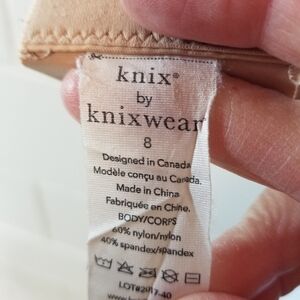 knix®
by
knixwear
8
Designed in Canada
Modèle conçu au Canada.
Made in China
Fabriquée en Chine.
BODY/CORPS
60% nylon/nylon
40% spandex/spandex